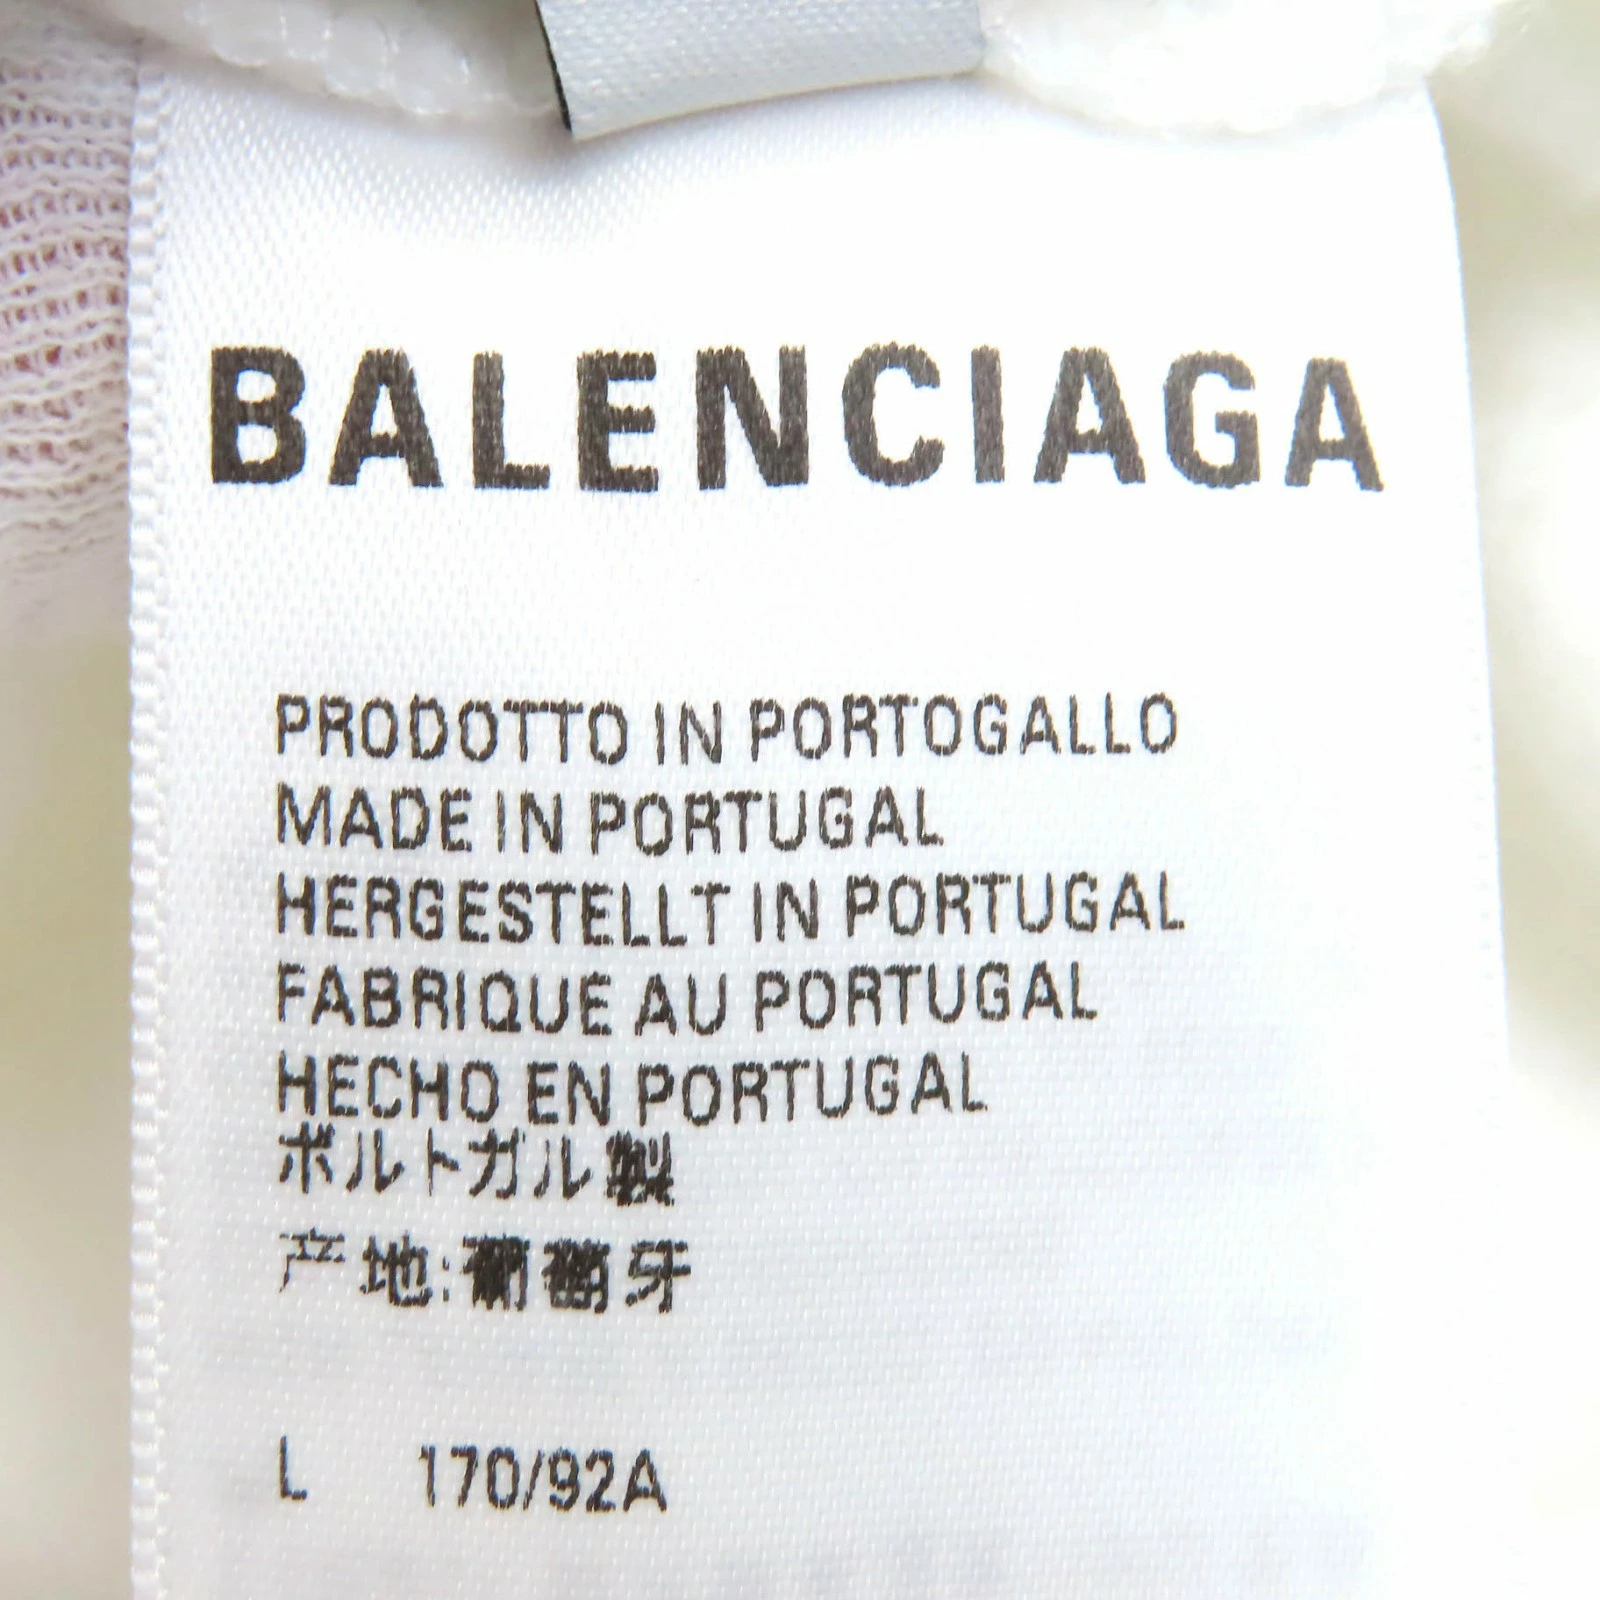 BALENCIAGA
PRODOTTO IN PORTOGALLO
MADE IN PORTUGAL
HERGESTELLT IN PORTUGAL
FABRIQUE AU PORTUGAL
HECHO EN PORTUGAL
ポルトガル製
产地:葡萄牙
L 170/92A